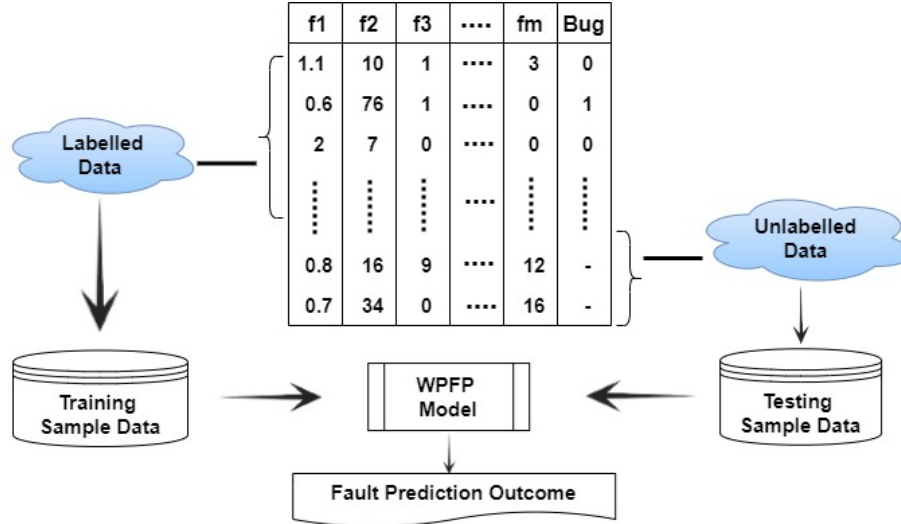 f1 f2 f3 .... fm Bug
1.1 10 1 .... 3 0
0.6 76 1 .... 0 1
Labelled
Data
2 7 0 .... 0 0
....
Unlabelled
Data
0.8 16 9 .... 12 -
0.7 34 0 .... 16 -
Training
Sample Data
WPFP
Model
Testing
Sample Data
Fault Prediction Outcome